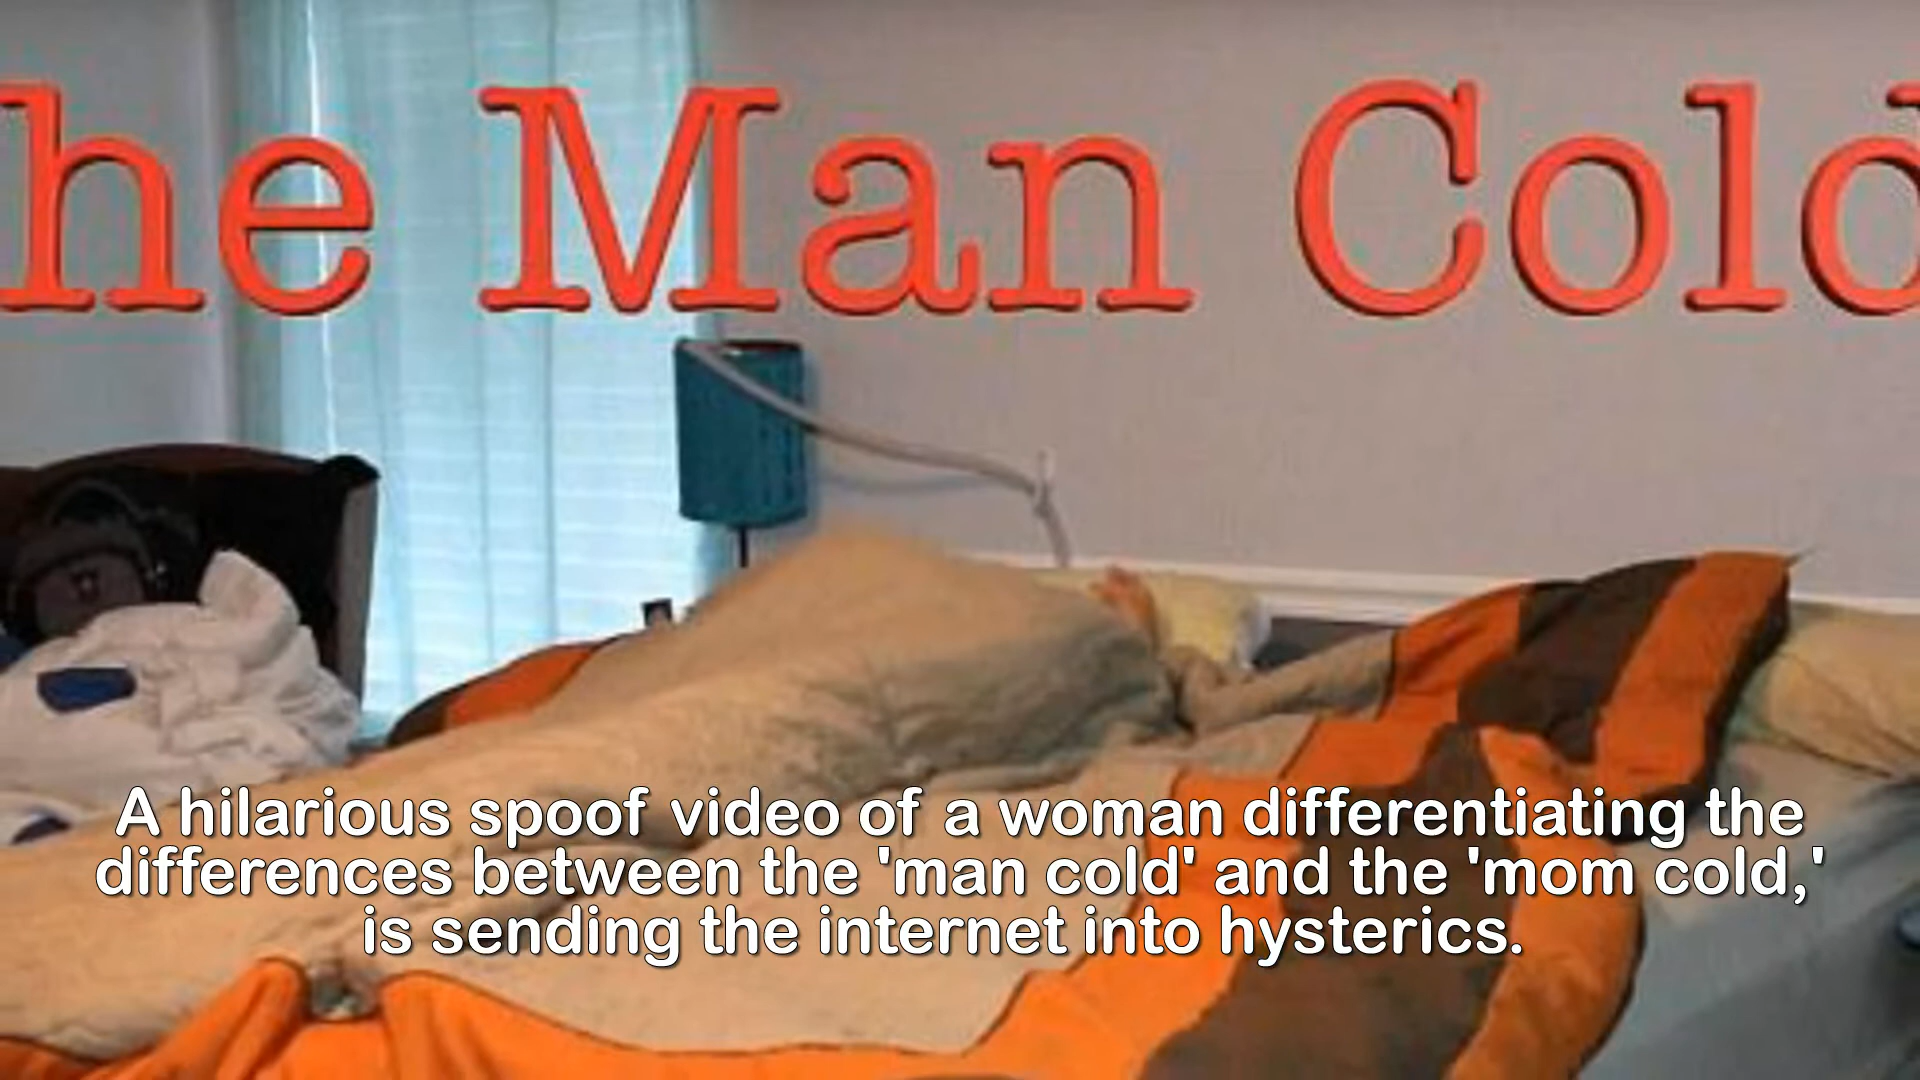 he Man Cold
A hilarious spoof video of a woman differentiating the
differences between the 'man cold' and the 'mom cold,'
is sending the internet into hysterics.